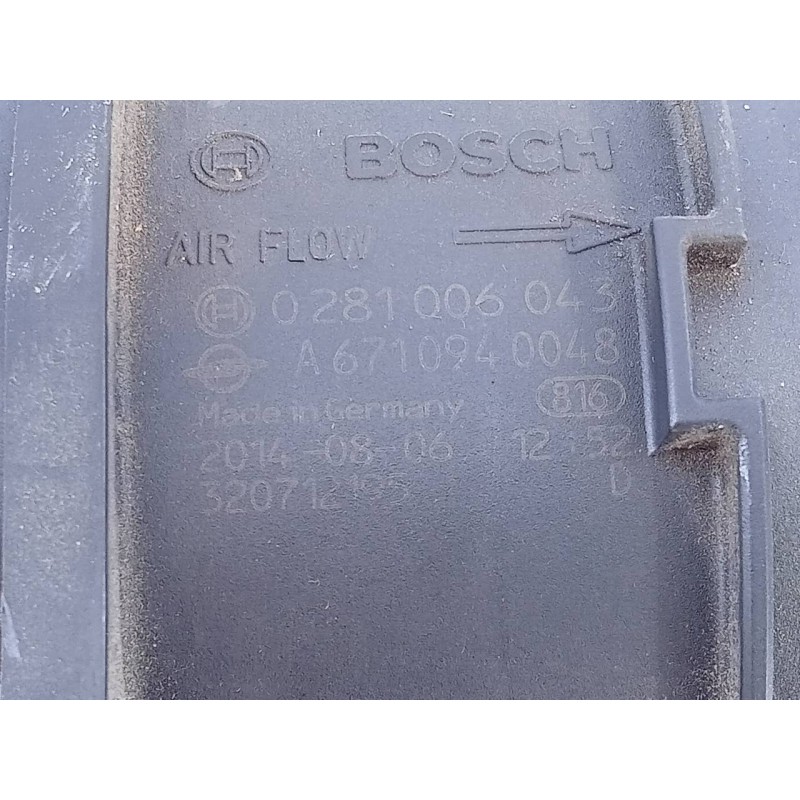 BOSCH
AIR FLOW
0 281 006 043
A 671 094 0048
Made in Germany 816
2014-08-06 12:52
320712195 D